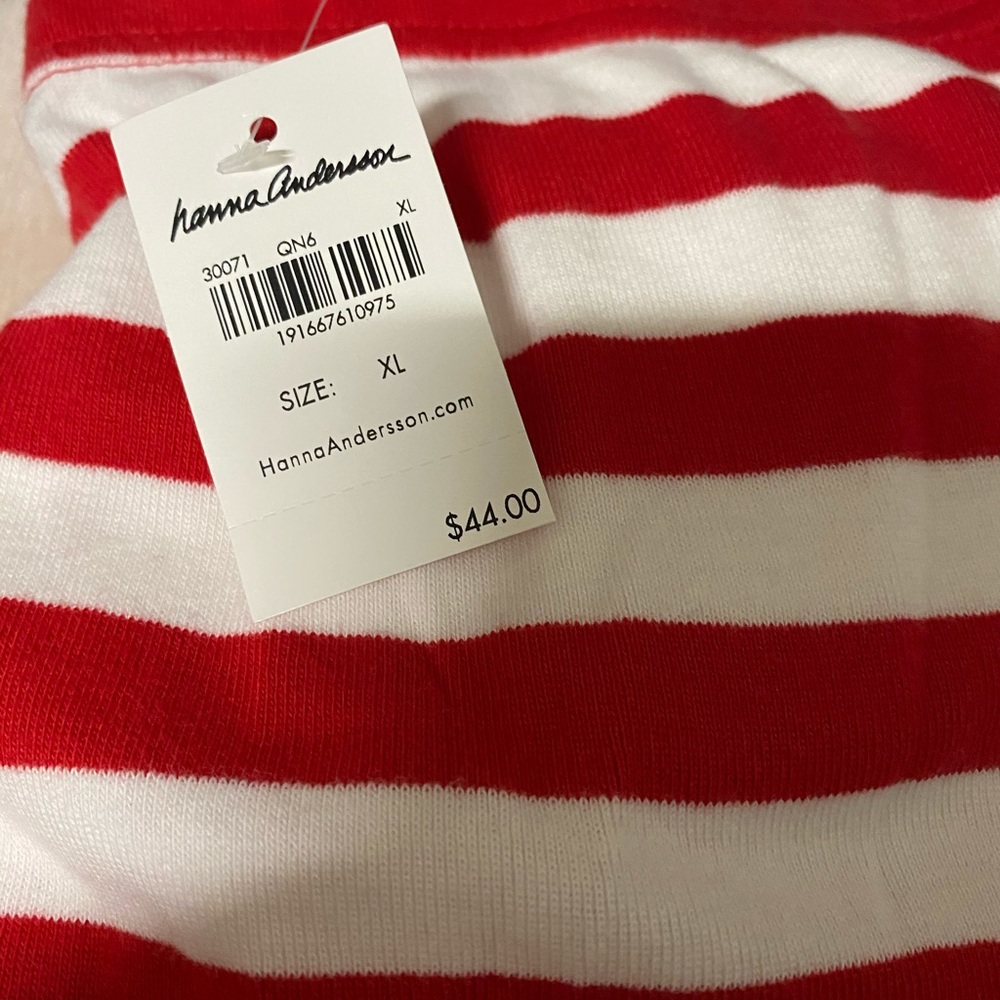 hanna Andersson
30071 QN6 XL
191667610975
SIZE: XL
HannaAndersson.com
$44.00